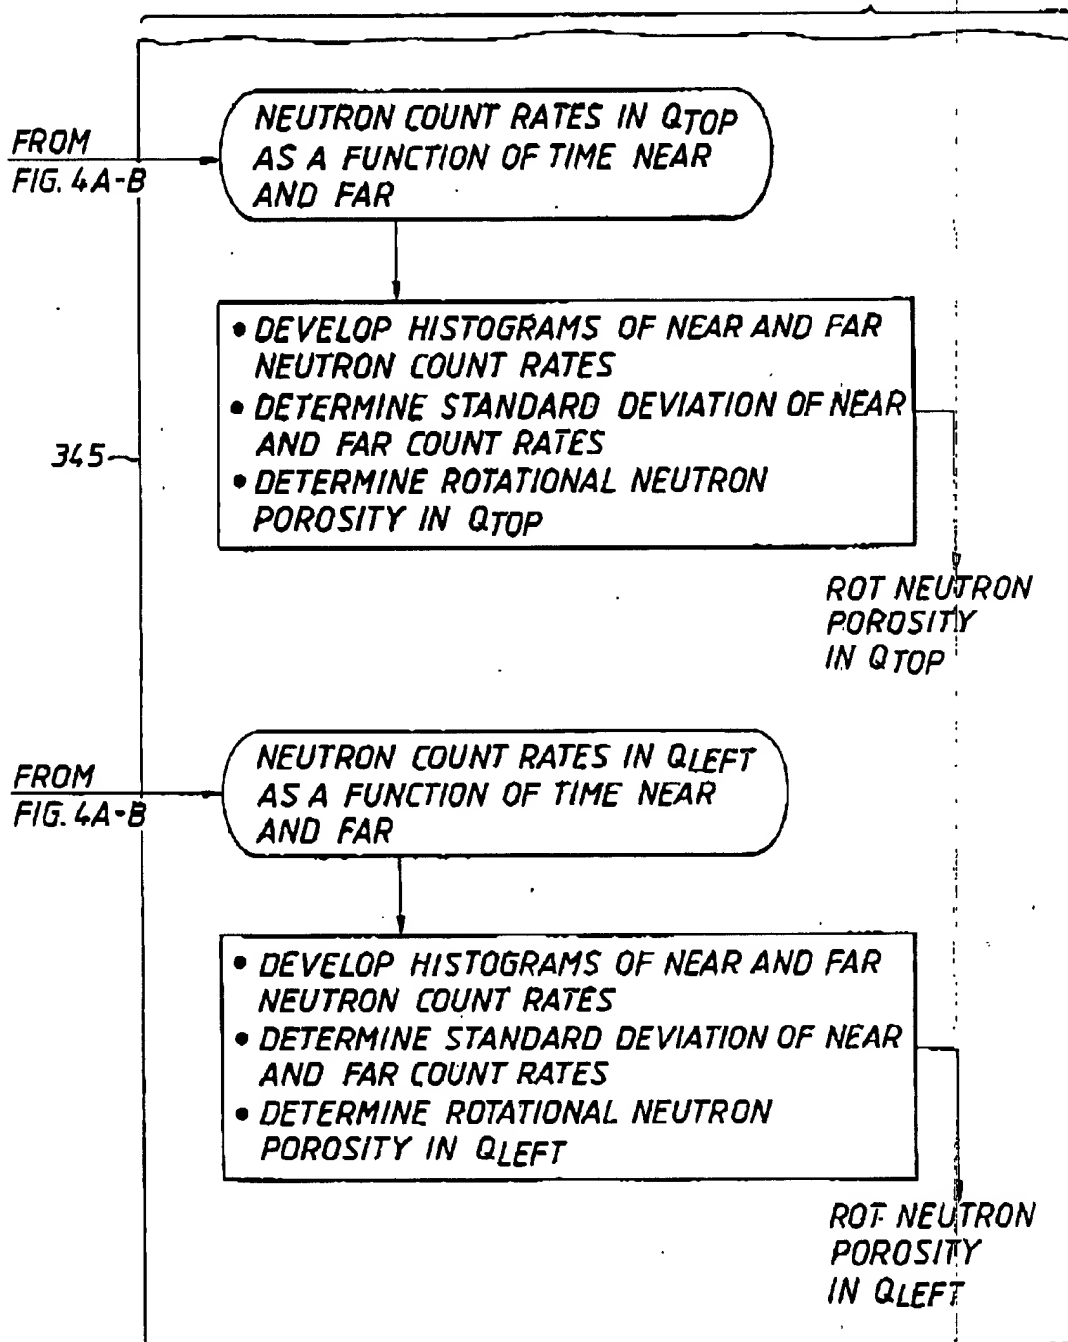 FROM
FIG. 4A-B
NEUTRON COUNT RATES IN QTOP
AS A FUNCTION OF TIME NEAR
AND FAR
• DEVELOP HISTOGRAMS OF NEAR AND FAR
NEUTRON COUNT RATES
• DETERMINE STANDARD DEVIATION OF NEAR
AND FAR COUNT RATES
• DETERMINE ROTATIONAL NEUTRON
POROSITY IN QTOP
345
ROT NEUTRON
POROSITY
IN QTOP
FROM
FIG. 4A-B
NEUTRON COUNT RATES IN QLEFT
AS A FUNCTION OF TIME NEAR
AND FAR
• DEVELOP HISTOGRAMS OF NEAR AND FAR
NEUTRON COUNT RATES
• DETERMINE STANDARD DEVIATION OF NEAR
AND FAR COUNT RATES
• DETERMINE ROTATIONAL NEUTRON
POROSITY IN QLEFT
ROT NEUTRON
POROSITY
IN QLEFT